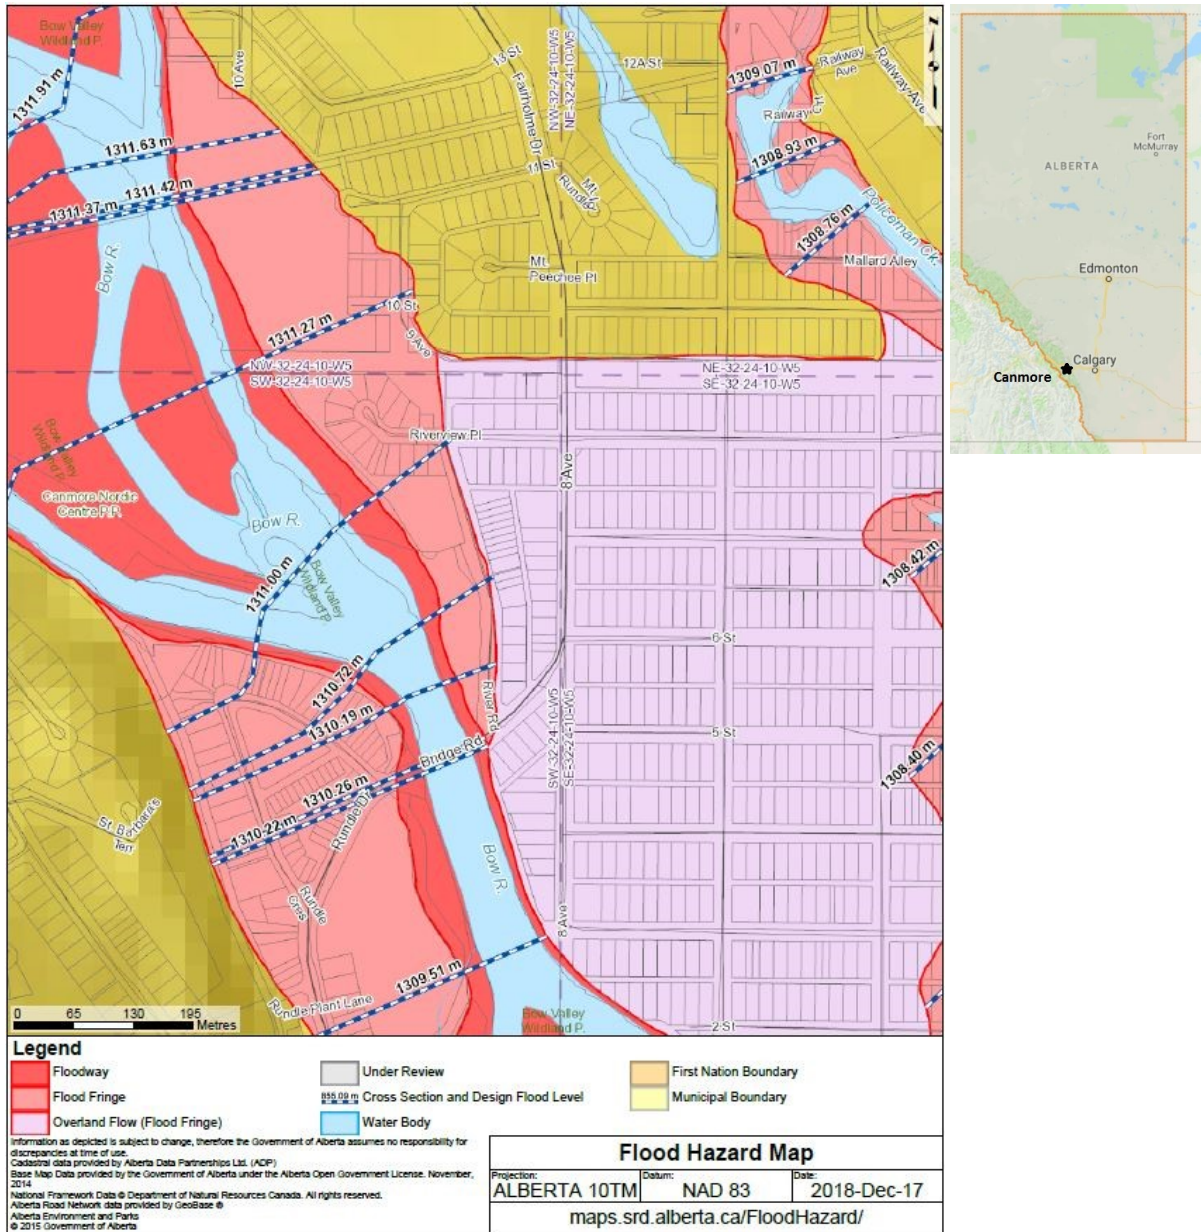 Bow Valley
Wildland P.
10 Ave
13 St
Fairholme Dr
NW-32-24-10-W5
NE-32-24-10-W5
12A St
1309.07 m
Railway
Ave
Railway Ave
1311.91 m
Railway
1311.63 m
1308.93 m
11 St
Mt.
Rundle
Pl
1311.42 m
1311.37 m
Policeman Ck.
1308.76 m
Bow R.
Mt.
Peechee Pl
Mallard Alley
10 St
1311.27 m
9 Ave
NW-32-24-10-W5
SW-32-24-10-W5
NE-32-24-10-W5
SE-32-24-10-W5
Riverview Pl
8 Ave
Bow Valley
Wildland P.
Canmore Nordic
Centre P.P.
Bow R.
1311.00 m
Bow Valley
Wildland P.
1308.42 m
6 St
1310.72 m
River Rd
1310.19 m
SW-32-24-10-W5
SE-32-24-10-W5
5 St
Bridge Rd
1308.40 m
1310.26 m
1310.22 m
St. Barbara's
Terr
Rundle Dr
Bow R.
Rundle
Cres
8 Ave
1309.51 m
Rundle Plant Lane
Bow Valley
Wildland P.
2 St
0 65 130 195
Metres
ALBERTA
Fort
McMurray
Edmonton
Calgary
Canmore
Legend
Floodway
Flood Fringe
Overland Flow (Flood Fringe)
Under Review
855.09 m Cross Section and Design Flood Level
Water Body
First Nation Boundary
Municipal Boundary
Information as depicted is subject to change, therefore the Government of Alberta assumes no responsibility for
discrepancies at time of use.
Cadastral data provided by Alberta Data Partnerships Ltd. (ADP)
Base Map Data provided by the Government of Alberta under the Alberta Open Government License. November,
2014
National Framework Data © Department of Natural Resources Canada. All rights reserved.
Alberta Road Network data provided by GeoBase ®
Alberta Environment and Parks
© 2015 Government of Alberta
Flood Hazard Map
Projection: Datum: Date:
ALBERTA 10TM NAD 83 2018-Dec-17
maps.srd.alberta.ca/FloodHazard/